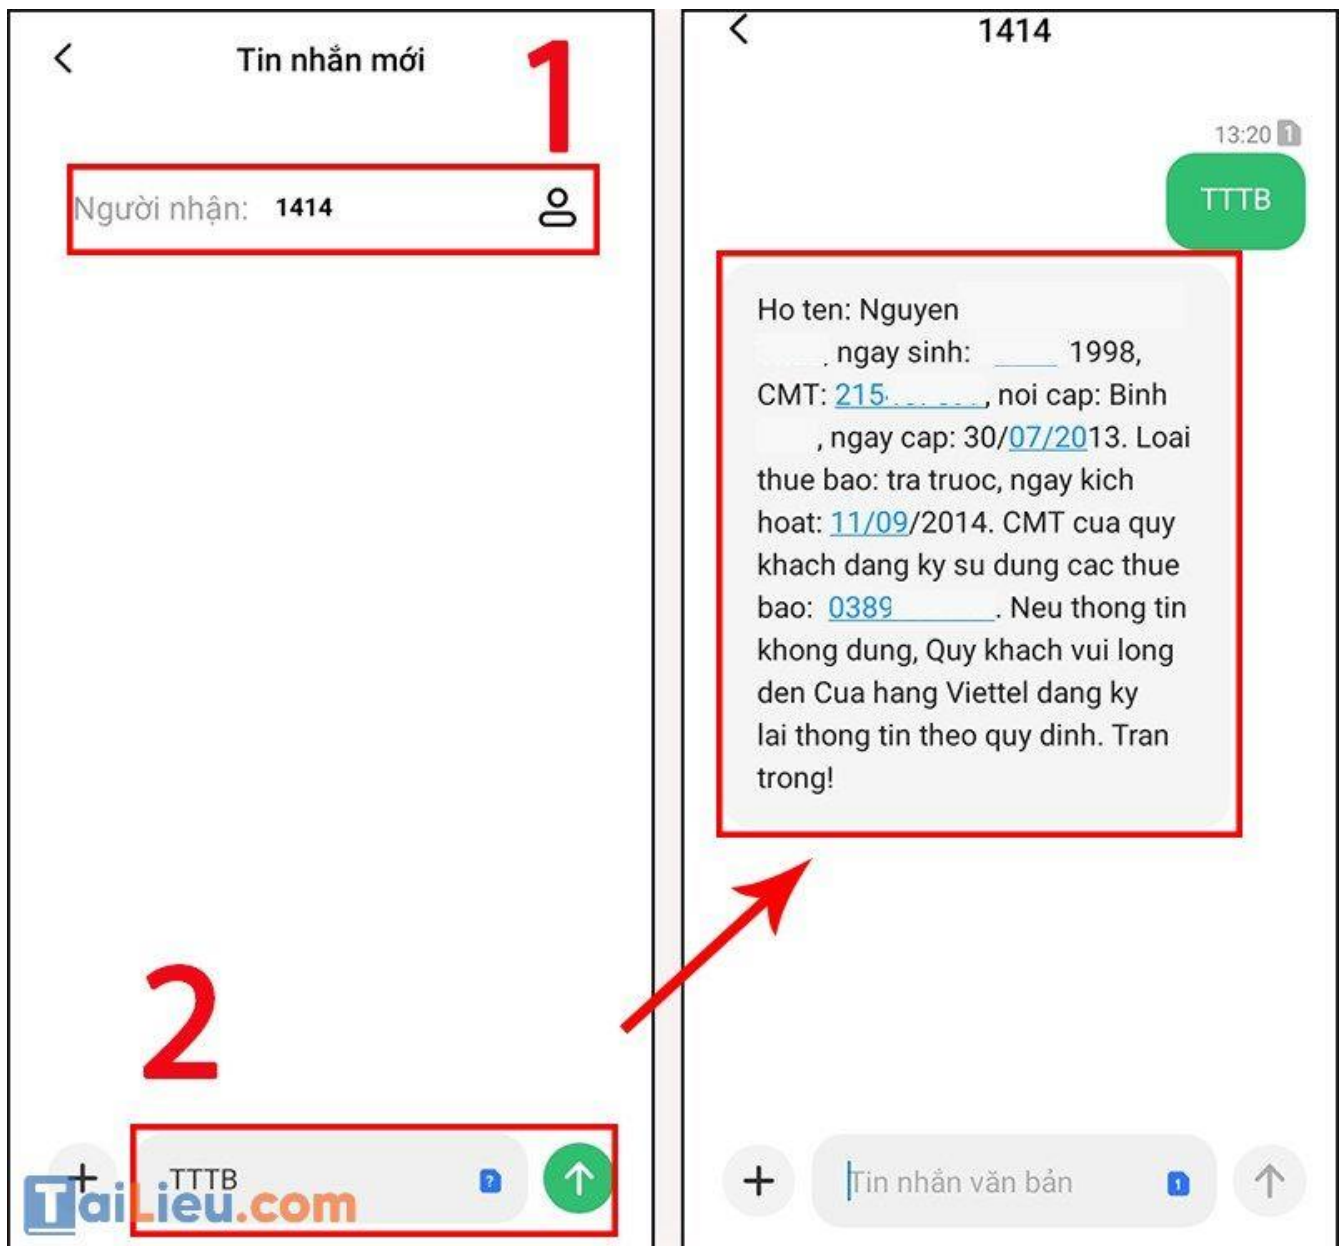 Tin nhắn mới
1
Người nhận: 1414
2
TTTB
TaiLieu.com
1414
13:20 1
TTTB
Ho ten: Nguyen
, ngay sinh: 1998,
CMT: 215 , noi cap: Binh
, ngay cap: 30/07/2013. Loai
thue bao: tra truoc, ngay kich
hoat: 11/09/2014. CMT cua quy
khach dang ky su dung cac thue
bao: 0389 . Neu thong tin
khong dung, Quy khach vui long
den Cua hang Viettel dang ky
lai thong tin theo quy dinh. Tran
trong!
Tin nhắn văn bản 1